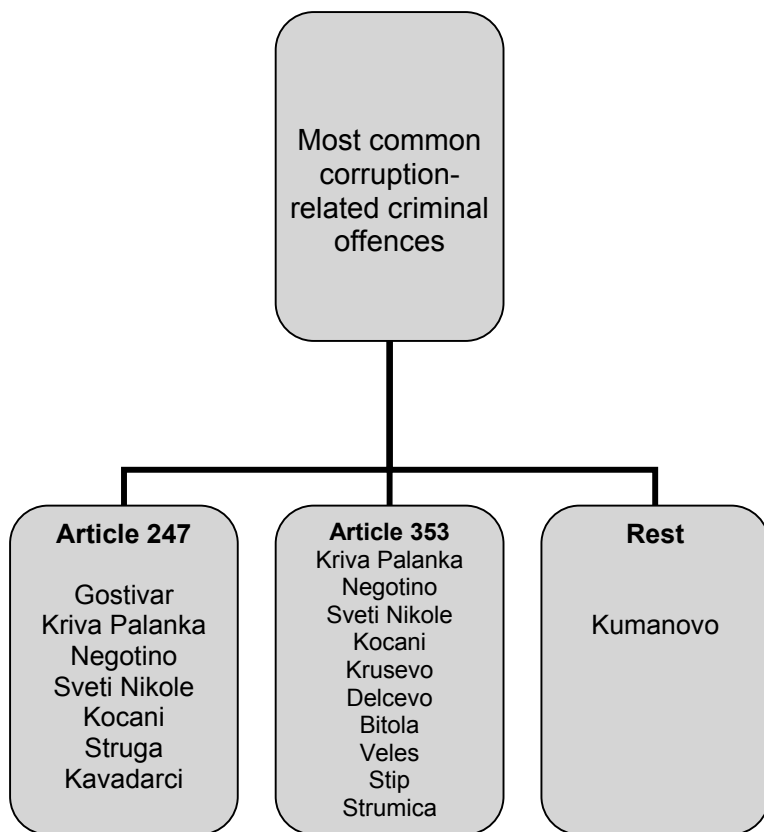 Most common
corruption-
related criminal
offences
Article 247
Gostivar
Kriva Palanka
Negotino
Sveti Nikole
Kocani
Struga
Kavadarci
Article 353
Kriva Palanka
Negotino
Sveti Nikole
Kocani
Krusevo
Delcevo
Bitola
Veles
Stip
Strumica
Rest
Kumanovo